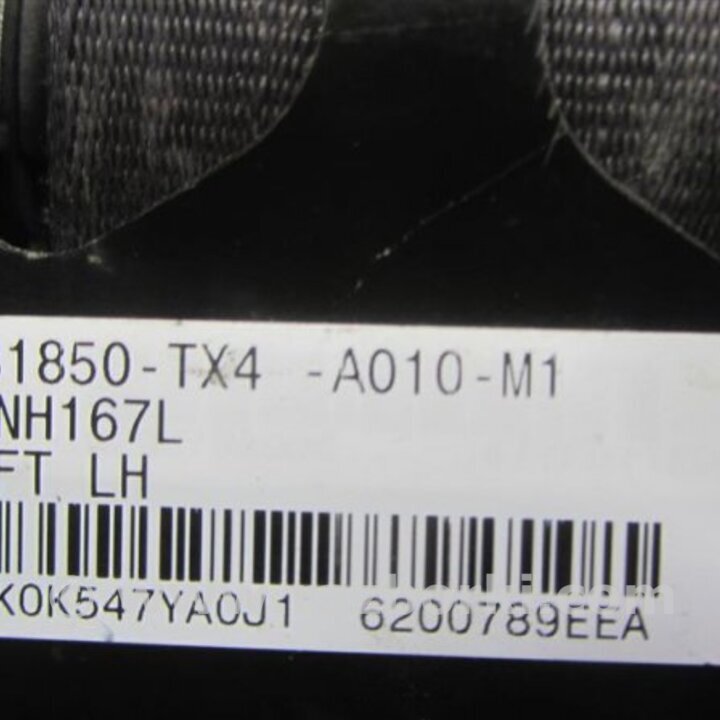 1850-TX4 -A010-M1
NH167L
FT LH
K0K547YA0J1 6200789EEA